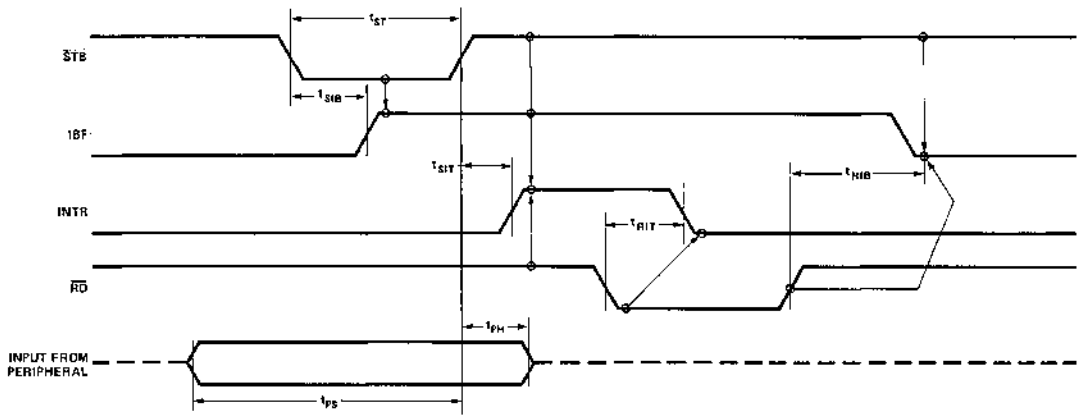 tST
STB
tSIB
IBF
tSIT
tRIB
INTR
tRIT
RD
tPH
INPUT FROM
PERIPHERAL
tPS